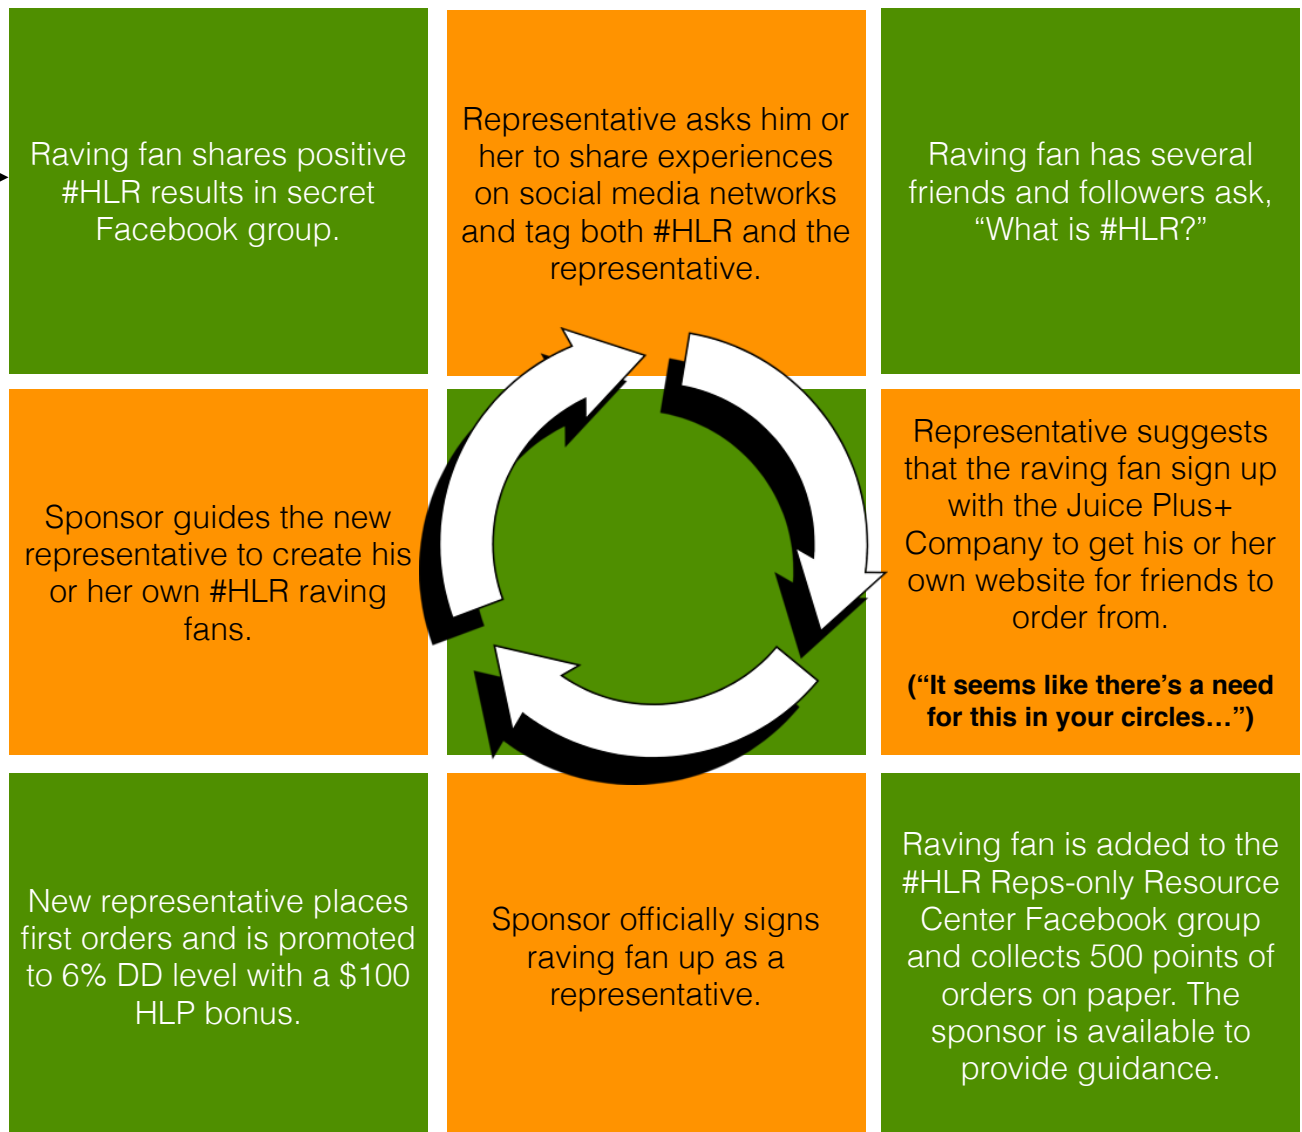 Raving fan shares positive
#HLR results in secret
Facebook group.
Representative asks him or
her to share experiences
on social media networks
and tag both #HLR and the
representative.
Raving fan has several
friends and followers ask,
“What is #HLR?”
Representative suggests
that the raving fan sign up
with the Juice Plus+
Company to get his or her
own website for friends to
order from.
(“It seems like there’s a need
for this in your circles…”)
Raving fan is added to the
#HLR Reps-only Resource
Center Facebook group
and collects 500 points of
orders on paper. The
sponsor is available to
provide guidance.
Sponsor officially signs
raving fan up as a
representative.
New representative places
first orders and is promoted
to 6% DD level with a $100
HLP bonus.
Sponsor guides the new
representative to create his
or her own #HLR raving
fans.